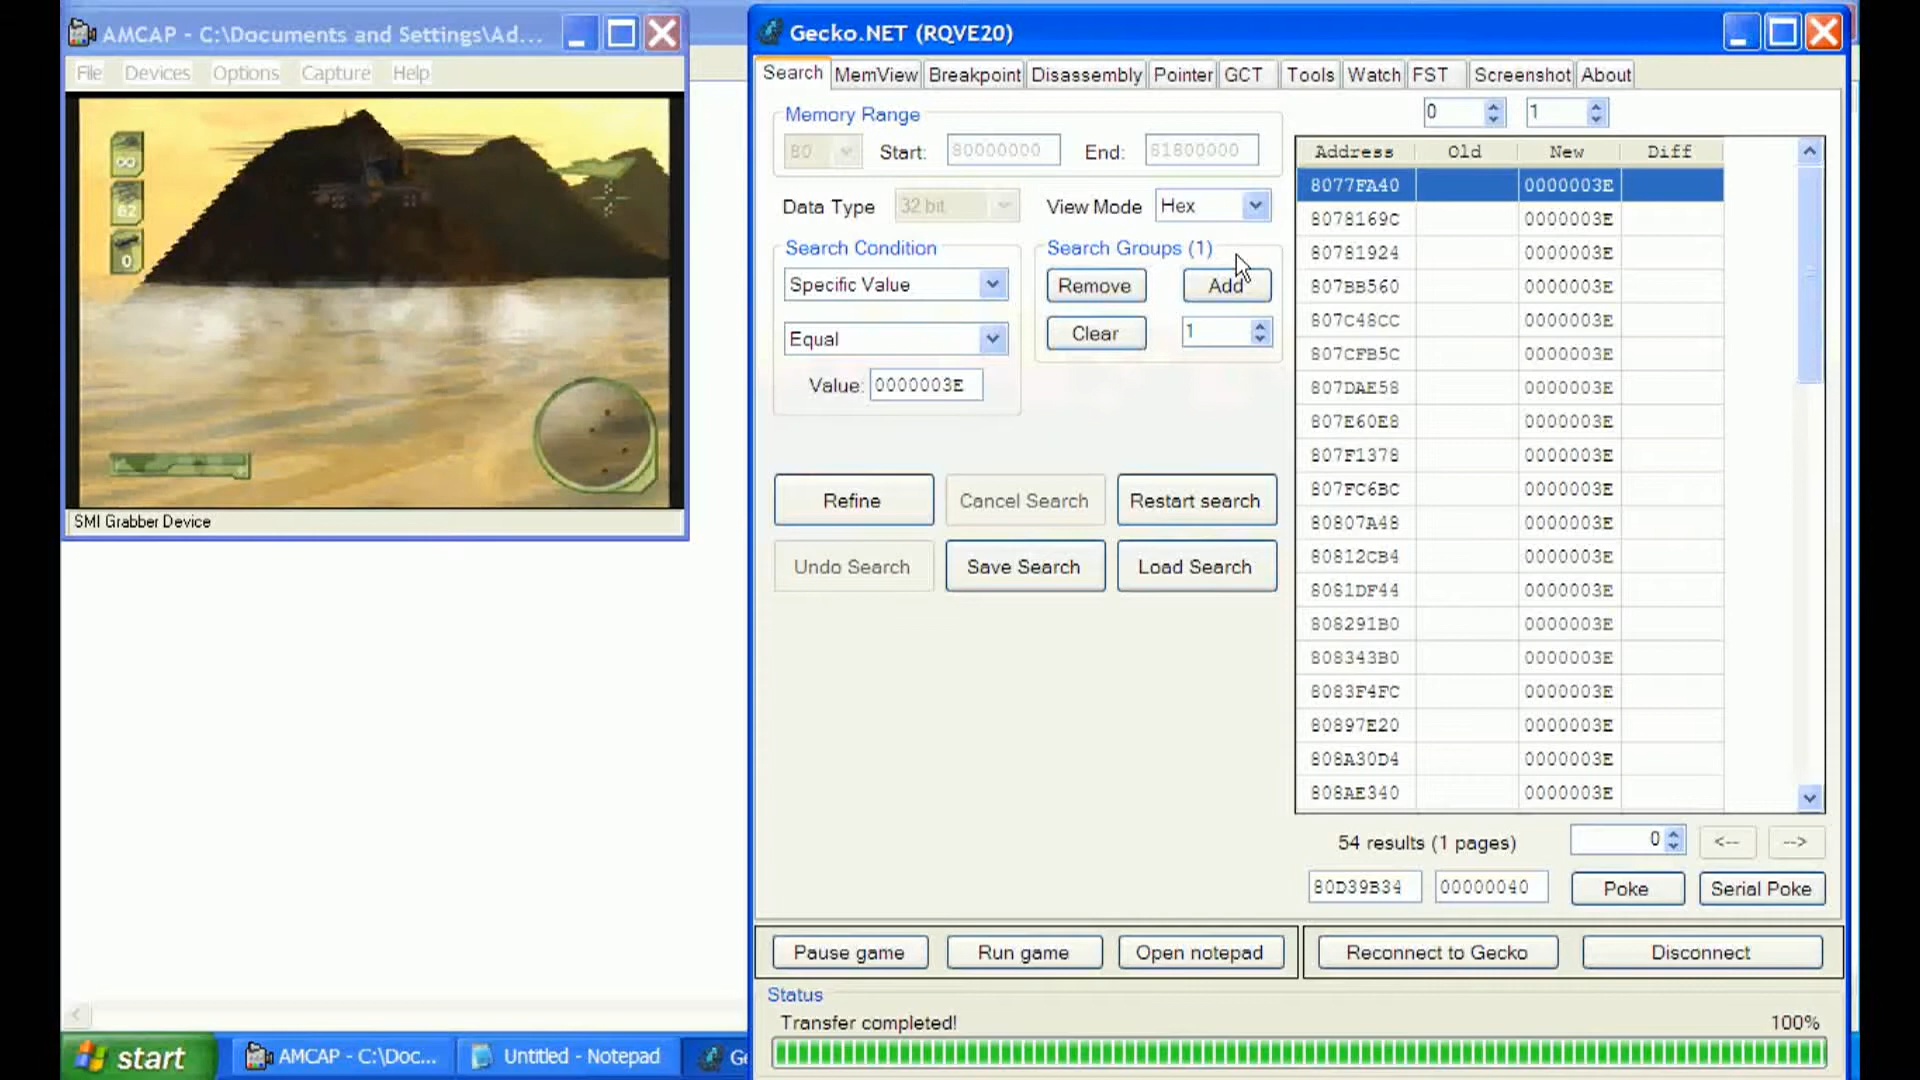 AMCAP - C:\Documents and Settings\Ad...
File Devices Options Capture Help
∞
62
0
SMI Grabber Device
Gecko.NET (RQVE20)
Search MemView Breakpoint Disassembly Pointer GCT Tools Watch FST Screenshot About
Memory Range
80 Start: 80000000 End: 81800000
Data Type 32 bit View Mode Hex
Search Condition
Specific Value
Equal
Value: 0000003E
Search Groups (1)
Remove Add
Clear 1
Refine Cancel Search Restart search
Undo Search Save Search Load Search
0 1
Address Old New Diff
8077FA40 0000003E
8078169C 0000003E
80781924 0000003E
807BB560 0000003E
807C48CC 0000003E
807CFB5C 0000003E
807DAE58 0000003E
807E60E8 0000003E
807F1378 0000003E
807FC6BC 0000003E
80807A48 0000003E
80812CB4 0000003E
8081DF44 0000003E
808291B0 0000003E
808343B0 0000003E
8083F4FC 0000003E
80897E20 0000003E
808A30D4 0000003E
808AE340 0000003E
54 results (1 pages) 0 <-- -->
80D39B34 00000040 Poke Serial Poke
Pause game Run game Open notepad Reconnect to Gecko Disconnect
Status
Transfer completed! 100%
start AMCAP - C:\Doc... Untitled - Notepad Ge